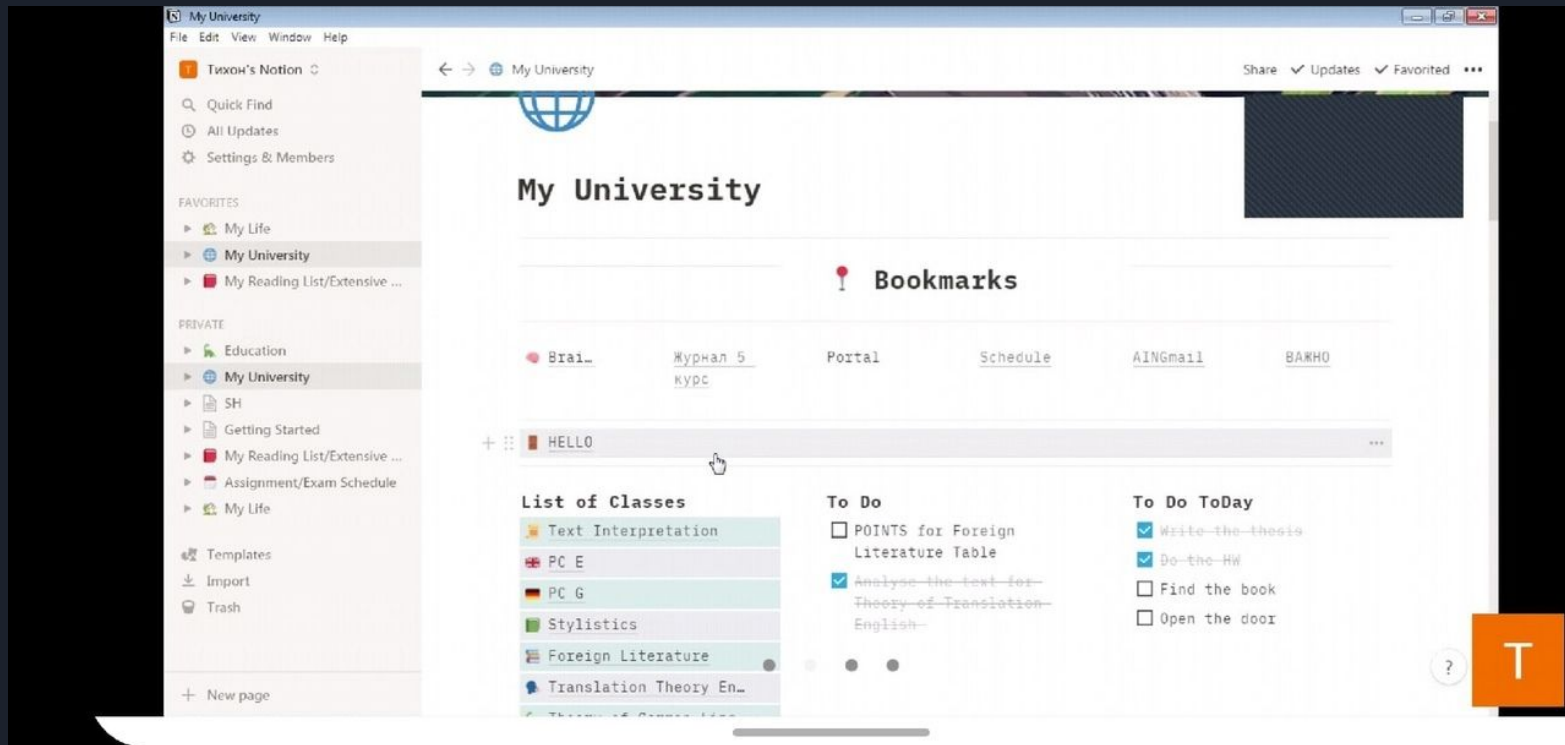 My University
File Edit View Window Help
Тихон's Notion
Quick Find
All Updates
Settings & Members
FAVORITES
My Life
My University
My Reading List/Extensive ...
PRIVATE
Education
My University
SH
Getting Started
My Reading List/Extensive ...
Assignment/Exam Schedule
My Life
Templates
Import
Trash
New page
My University
Share Updates Favorited
My University
Bookmarks
Brai… Журнал 5 Portal Schedule AINGmail ВАЖНО
курс
HELLO
List of Classes
Text Interpretation
PC E
PC G
Stylistics
Foreign Literature
Translation Theory En…
To Do
POINTS for Foreign
Literature Table
Analyse the text for
Theory of Translation
English
To Do ToDay
Write the thesis
Do the HW
Find the book
Open the door
?
T